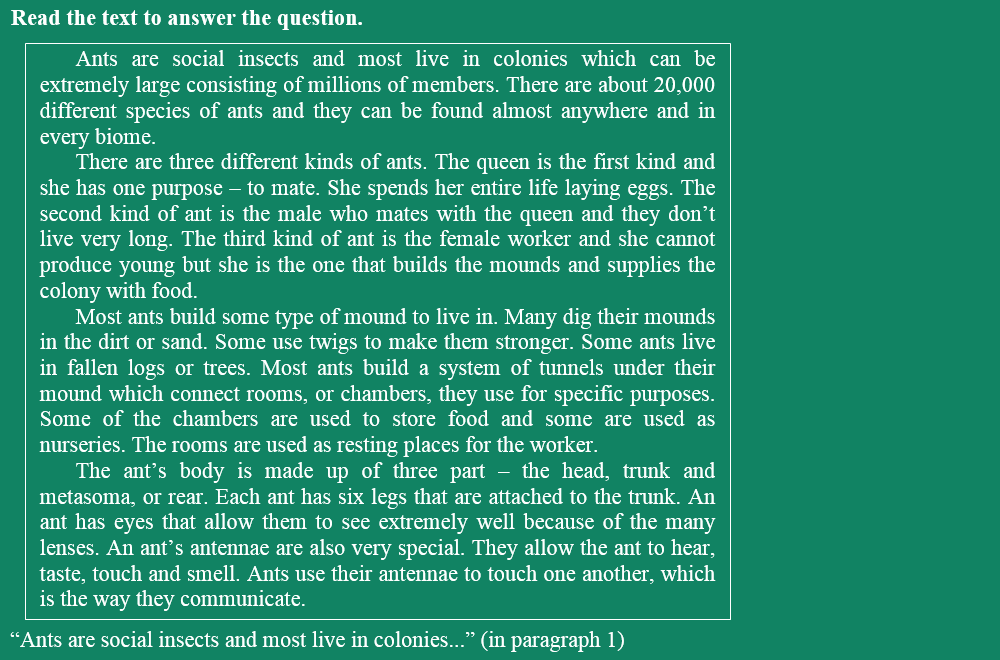 Read the text to answer the question.
Ants are social insects and most live in colonies which can be
extremely large consisting of millions of members. There are about 20,000
different species of ants and they can be found almost anywhere and in
every biome.
There are three different kinds of ants. The queen is the first kind and
she has one purpose – to mate. She spends her entire life laying eggs. The
second kind of ant is the male who mates with the queen and they don’t
live very long. The third kind of ant is the female worker and she cannot
produce young but she is the one that builds the mounds and supplies the
colony with food.
Most ants build some type of mound to live in. Many dig their mounds
in the dirt or sand. Some use twigs to make them stronger. Some ants live
in fallen logs or trees. Most ants build a system of tunnels under their
mound which connect rooms, or chambers, they use for specific purposes.
Some of the chambers are used to store food and some are used as
nurseries. The rooms are used as resting places for the worker.
The ant’s body is made up of three part – the head, trunk and
metasoma, or rear. Each ant has six legs that are attached to the trunk. An
ant has eyes that allow them to see extremely well because of the many
lenses. An ant’s antennae are also very special. They allow the ant to hear,
taste, touch and smell. Ants use their antennae to touch one another, which
is the way they communicate.
“Ants are social insects and most live in colonies...” (in paragraph 1)